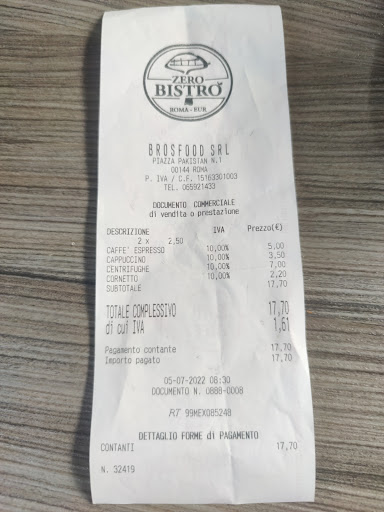 ZERO
BISTRÒ
ROMA - EUR
BROSFOOD SRL
PIAZZA PAKISTAN N.1
00144 ROMA
P. IVA / C.F. 15163301003
TEL. 065921433
DOCUMENTO COMMERCIALE
di vendita o prestazione
DESCRIZIONE IVA Prezzo(€)
2 x 2,50
CAFFE' ESPRESSO 10,00% 5,00
CAPPUCCINO 10,00% 3,50
CENTRIFUGHE 10,00% 7,00
CORNETTO 10,00% 2,20
SUBTOTALE 17,70
TOTALE COMPLESSIVO 17,70
di cui IVA 1,61
Pagamento contante 17,70
Importo pagato 17,70
05-07-2022 08:30
DOCUMENTO N. 0888-0008
RT 99MEX085248
DETTAGLIO FORME di PAGAMENTO
CONTANTI 17,70
N. 32419